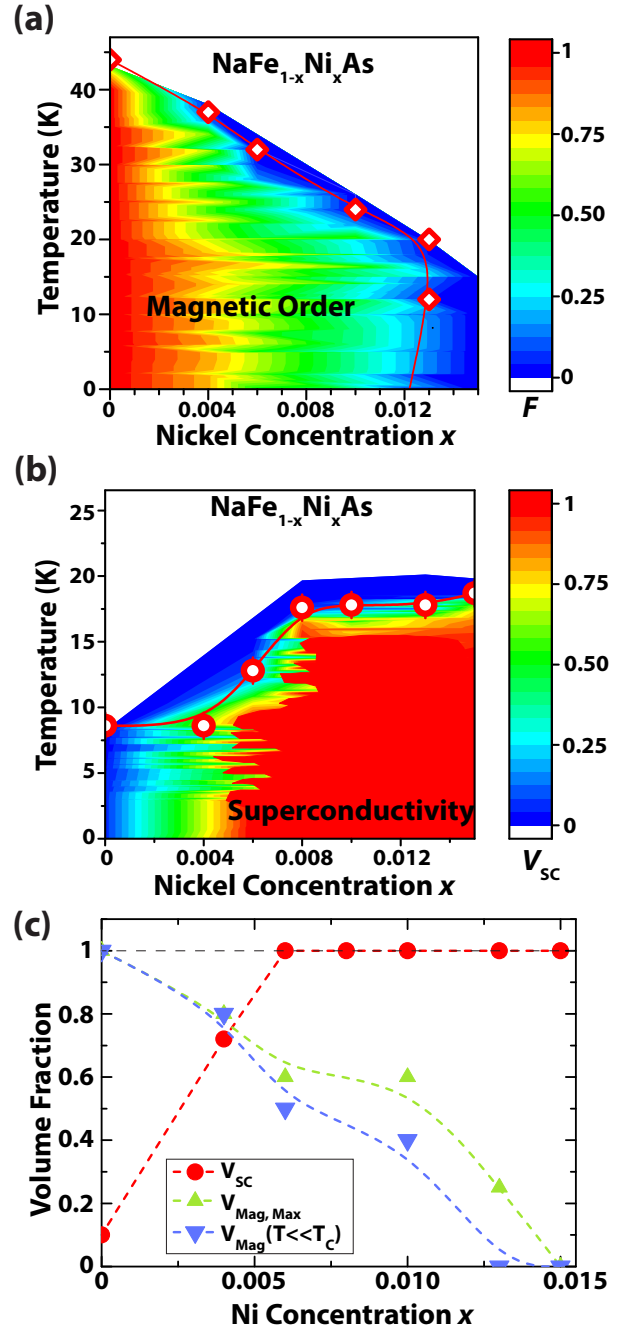 (a)
NaFe1-xNixAs
40
30
20
10
0
Temperature (K)
Magnetic Order
0
0.004
0.008
0.012
Nickel Concentration x
1
0.75
0.50
0.25
0
F
(b)
NaFe1-xNixAs
25
20
15
10
5
0
Temperature (K)
Superconductivity
0
0.004
0.008
0.012
Nickel Concentration x
1
0.75
0.50
0.25
0
VSC
(c)
1
0.8
0.6
0.4
0.2
0
Volume Fraction
VSC
VMag, Max
VMag(T<<TC)
0
0.005
0.010
0.015
Ni Concentration x